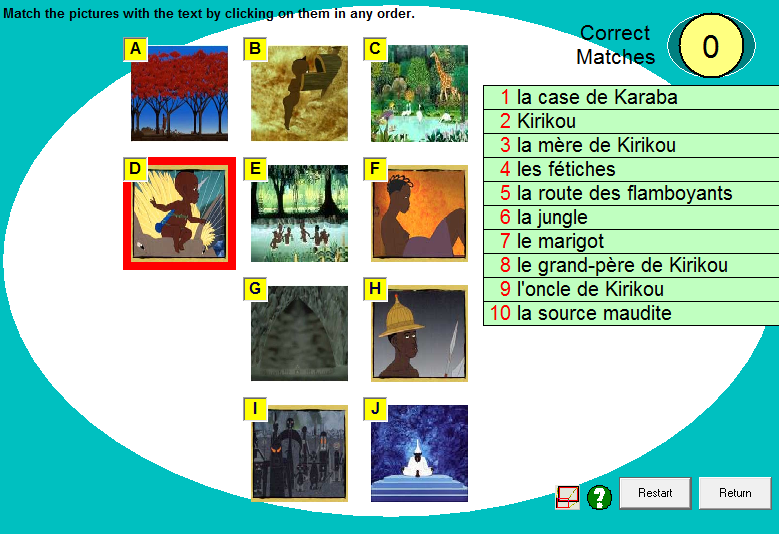 Match the pictures with the text by clicking on them in any order.
Correct
Matches
0
A
B
C
D
E
F
G
H
I
J
1 la case de Karaba
2 Kirikou
3 la mère de Kirikou
4 les fétiches
5 la route des flamboyants
6 la jungle
7 le marigot
8 le grand-père de Kirikou
9 l'oncle de Kirikou
10 la source maudite
?
Restart
Return